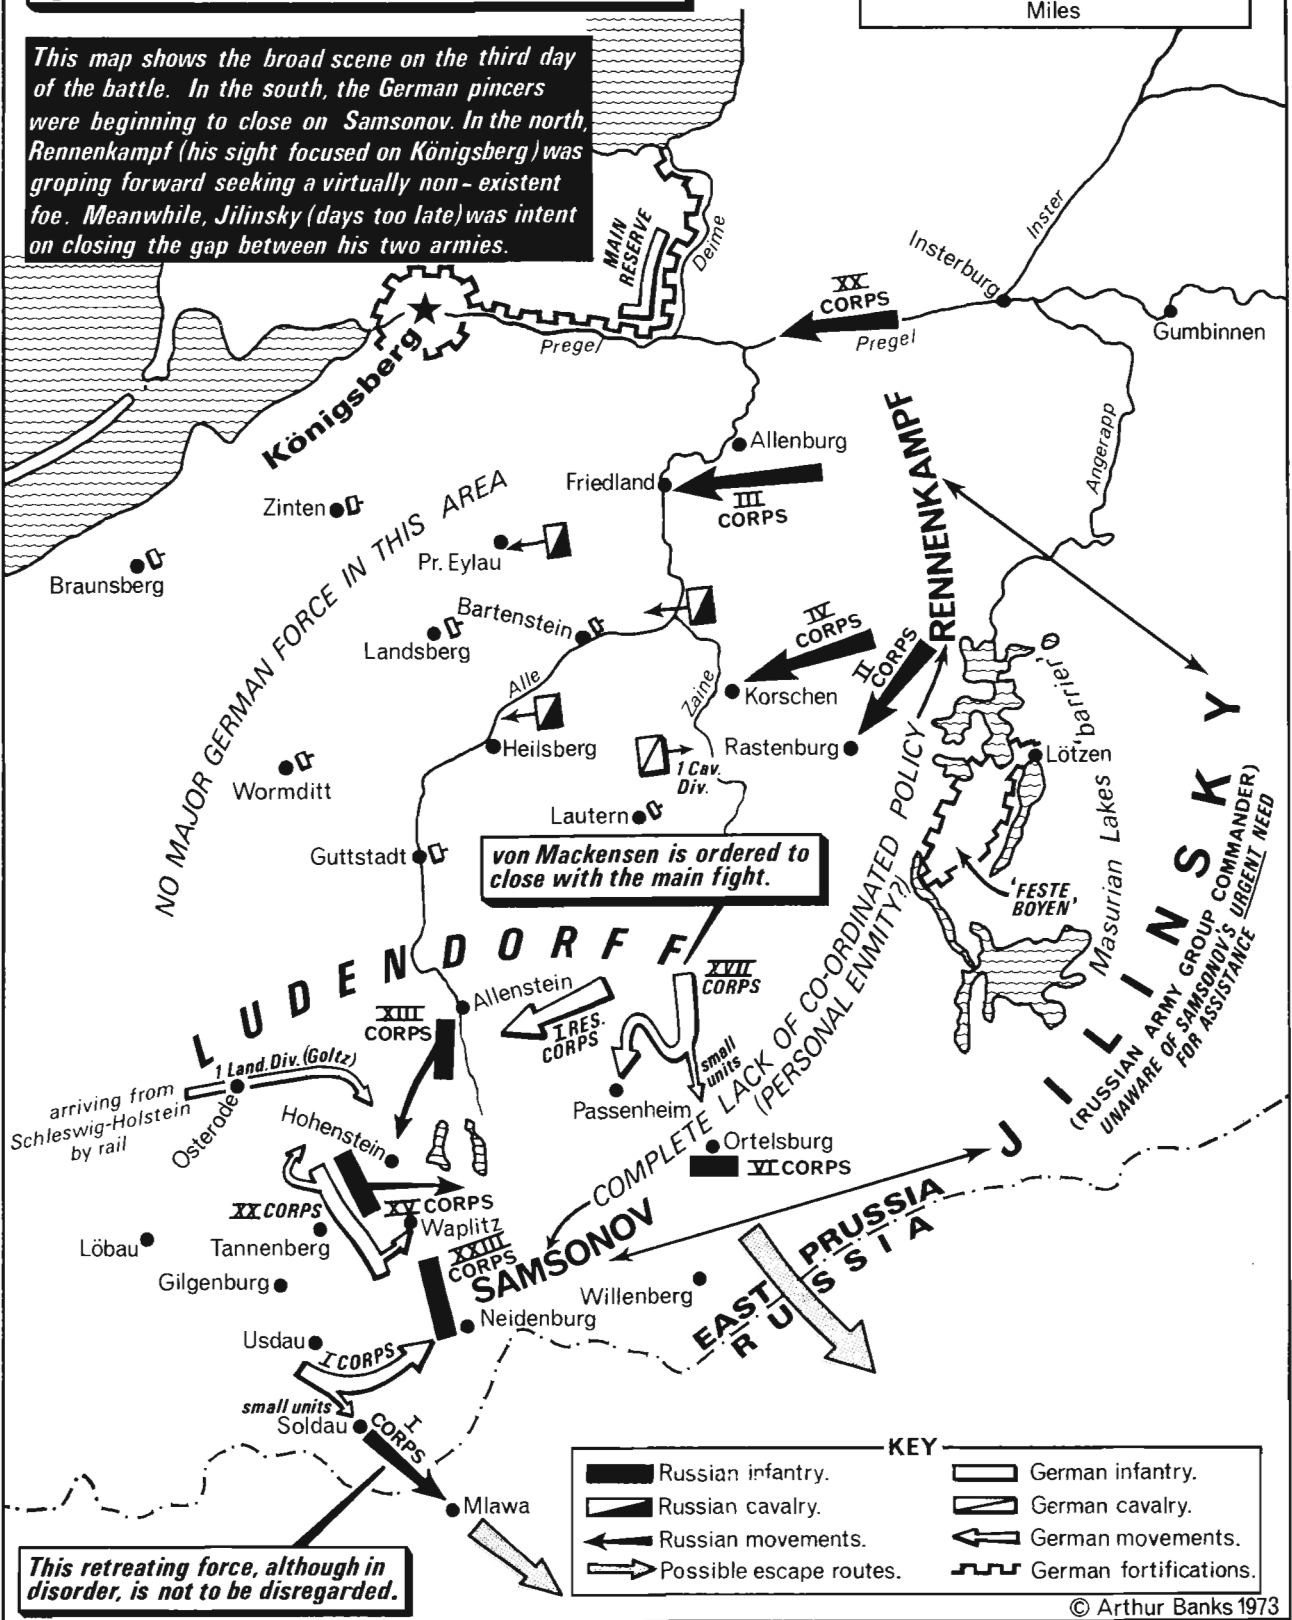 Miles
This map shows the broad scene on the third day
of the battle. In the south, the German pincers
were beginning to close on Samsonov. In the north,
Rennenkampf (his sight focused on Königsberg) was
groping forward seeking a virtually non-existent
foe. Meanwhile, Jilinsky (days too late) was intent
on closing the gap between his two armies.
MAIN
RESERVE
Deime
Inster
Insterburg
XX
CORPS
Pregel
Gumbinnen
Pregel
Königsberg
Angerapp
RENNENKAMPF
Allenburg
Friedland
III
CORPS
Zinten
NO MAJOR GERMAN FORCE IN THIS AREA
Pr. Eylau
Braunsberg
Bartenstein
Landsberg
IV
CORPS
II
CORPS
Alle
Zaine
Korschen
Masurian Lakes 'barrier'
Heilsberg
Rastenburg
Lötzen
1 Cav.
Div.
Wormditt
Lautern
Guttstadt
von Mackensen is ordered to
close with the main fight.
'FESTE
BOYEN'
JILINSKY
(RUSSIAN ARMY GROUP COMMANDER)
UNAWARE OF SAMSONOV'S URGENT NEED
FOR ASSISTANCE
LUDENDORFF
XVII
CORPS
Allenstein
XIII
CORPS
I RES.
CORPS
small
units
COMPLETE LACK OF CO-ORDINATED POLICY
(PERSONAL ENMITY?)
1 Land. Div. (Goltz)
arriving from
Schleswig-Holstein
by rail
Osterode
Hohenstein
Passenheim
Ortelsburg
VI CORPS
XX CORPS
XV CORPS
Waplitz
Löbau
Tannenberg
XXIII
CORPS
SAMSONOV
Gilgenburg
Willenberg
EAST PRUSSIA
RUSSIA
Neidenburg
Usdau
I CORPS
small units
Soldau
I
CORPS
Mlawa
This retreating force, although in
disorder, is not to be disregarded.
KEY
Russian infantry.
German infantry.
Russian cavalry.
German cavalry.
Russian movements.
German movements.
Possible escape routes.
German fortifications.
© Arthur Banks 1973